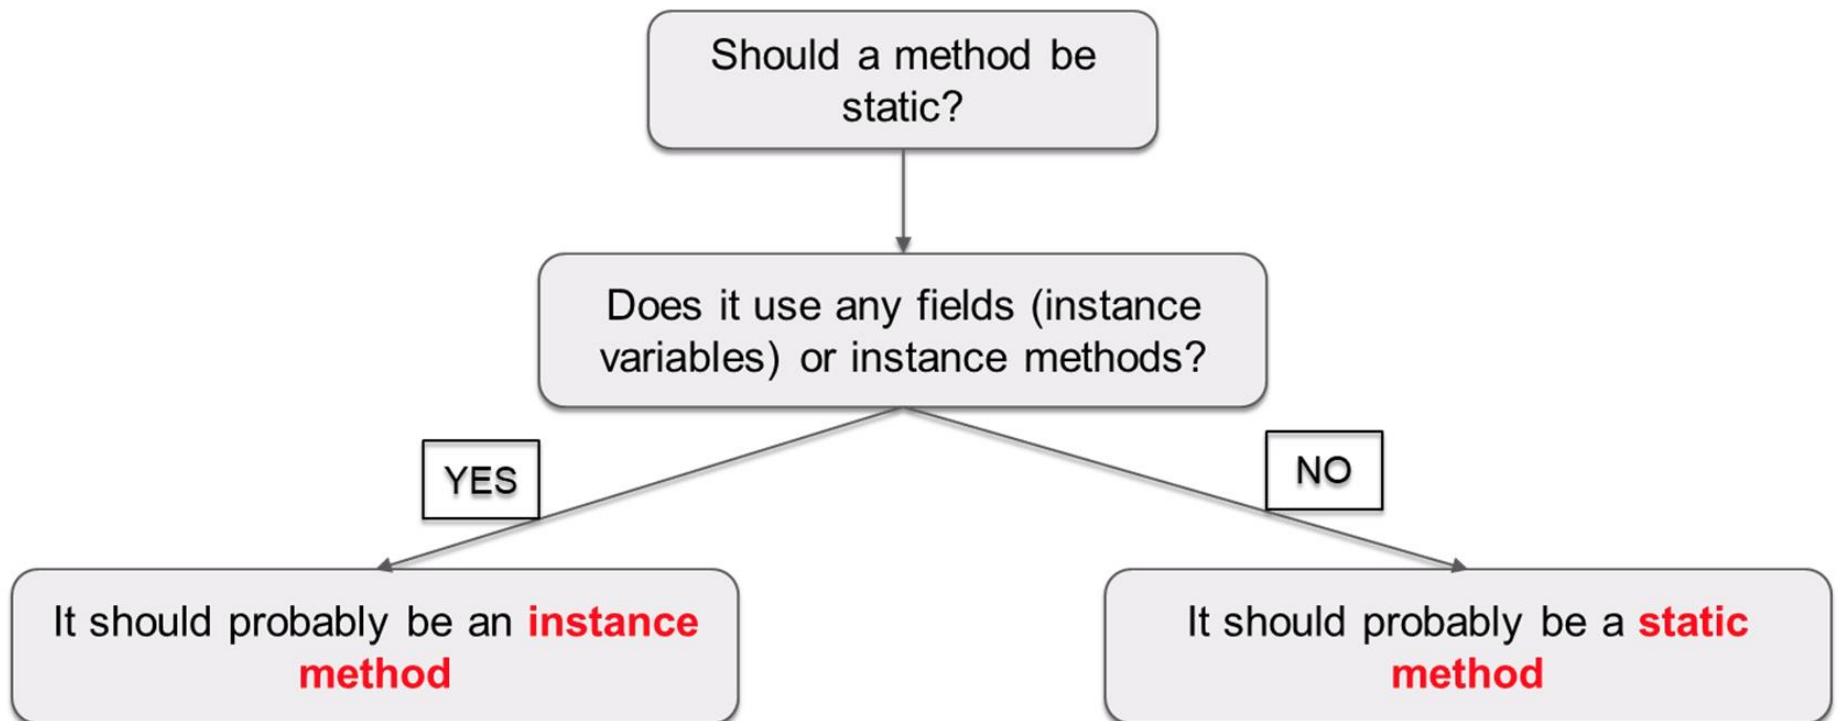 Should a method be
static?
Does it use any fields (instance
variables) or instance methods?
YES
NO
It should probably be an instance
method
It should probably be a static
method